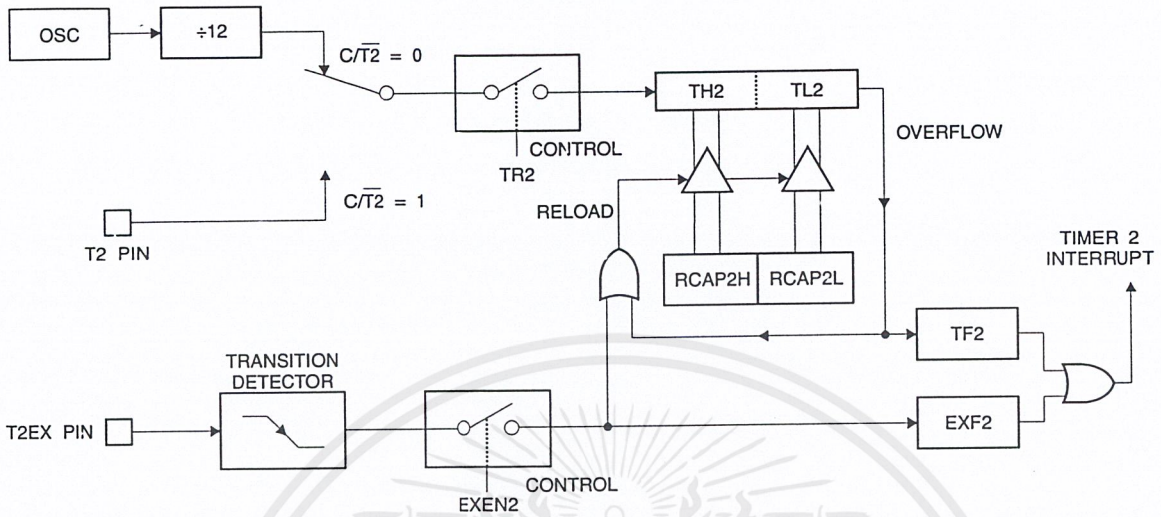 OSC
÷12
C/T2̅ = 0
TH2
TL2
OVERFLOW
CONTROL
TR2
C/T2̅ = 1
RELOAD
T2 PIN
TIMER 2
INTERRUPT
RCAP2H
RCAP2L
TF2
TRANSITION
DETECTOR
T2EX PIN
EXF2
CONTROL
EXEN2